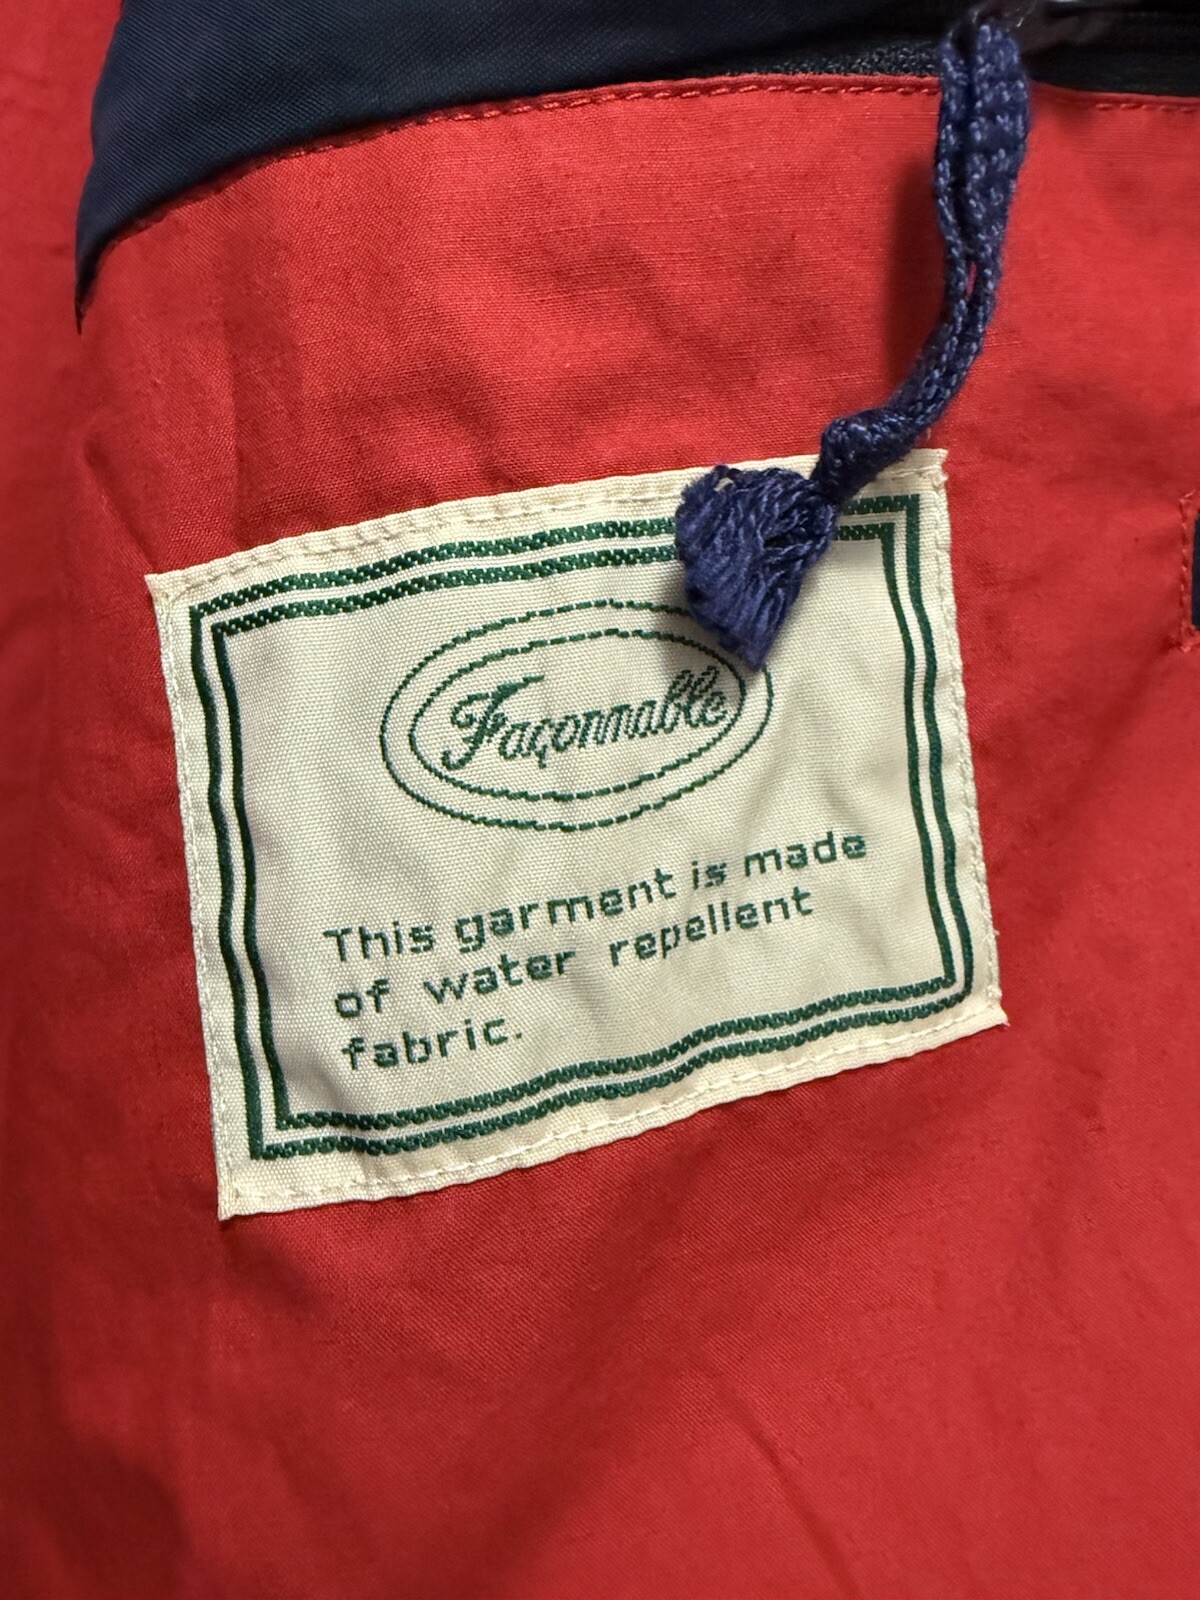 Façonnable
This garment is made
of water repellent
fabric.